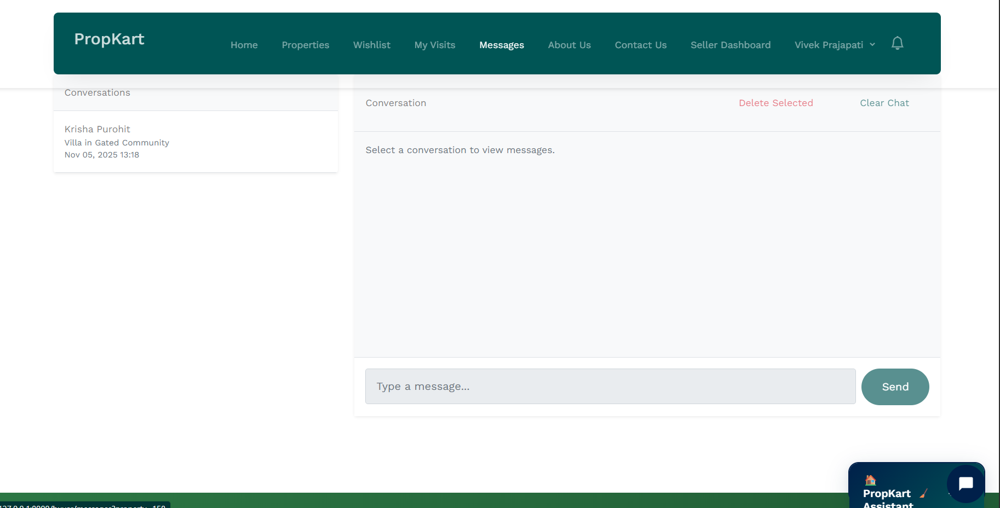 PropKart
Home Properties Wishlist My Visits Messages About Us Contact Us Seller Dashboard Vivek Prajapati
Conversations
Krisha Purohit
Villa in Gated Community
Nov 05, 2025 13:18
Conversation Delete Selected Clear Chat
Select a conversation to view messages.
Type a message...
Send
PropKart
Assistant